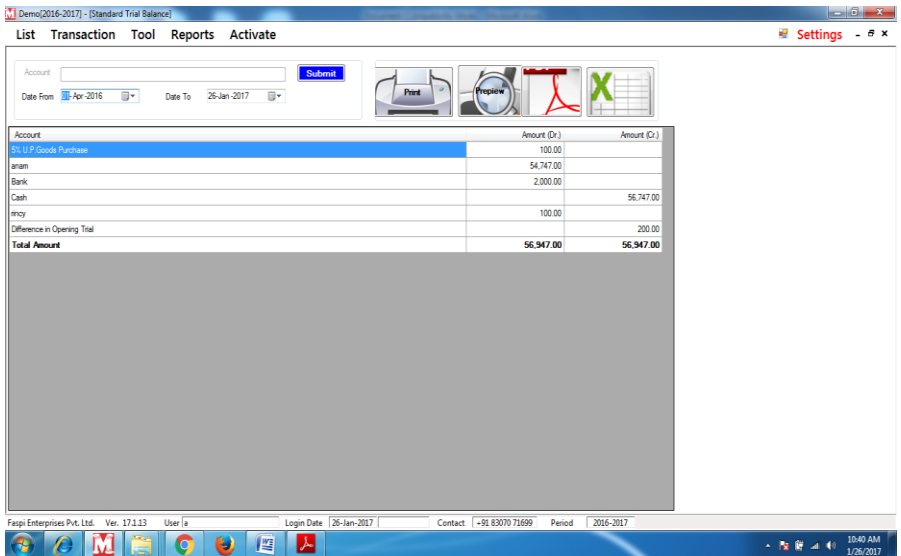 Demo[2016-2017] - [Standard Trial Balance]
List Transaction Tool Reports Activate Settings
Account Submit
Date From 01-Apr-2016 Date To 26-Jan-2017
Print Prepiew
Account Amount (Dr.) Amount (Cr.)
5% U.P.Goods Purchase 100.00
anam 54,747.00
Bank 2,000.00
Cash 56,747.00
rincy 100.00
Difference in Opening Trial 200.00
Total Amount 56,947.00 56,947.00
Faspi Enterprises Pvt. Ltd. Ver. 17.1.13 User a Login Date 26-Jan-2017 Contact +91 83070 71699 Period 2016-2017
10:40 AM
1/26/2017